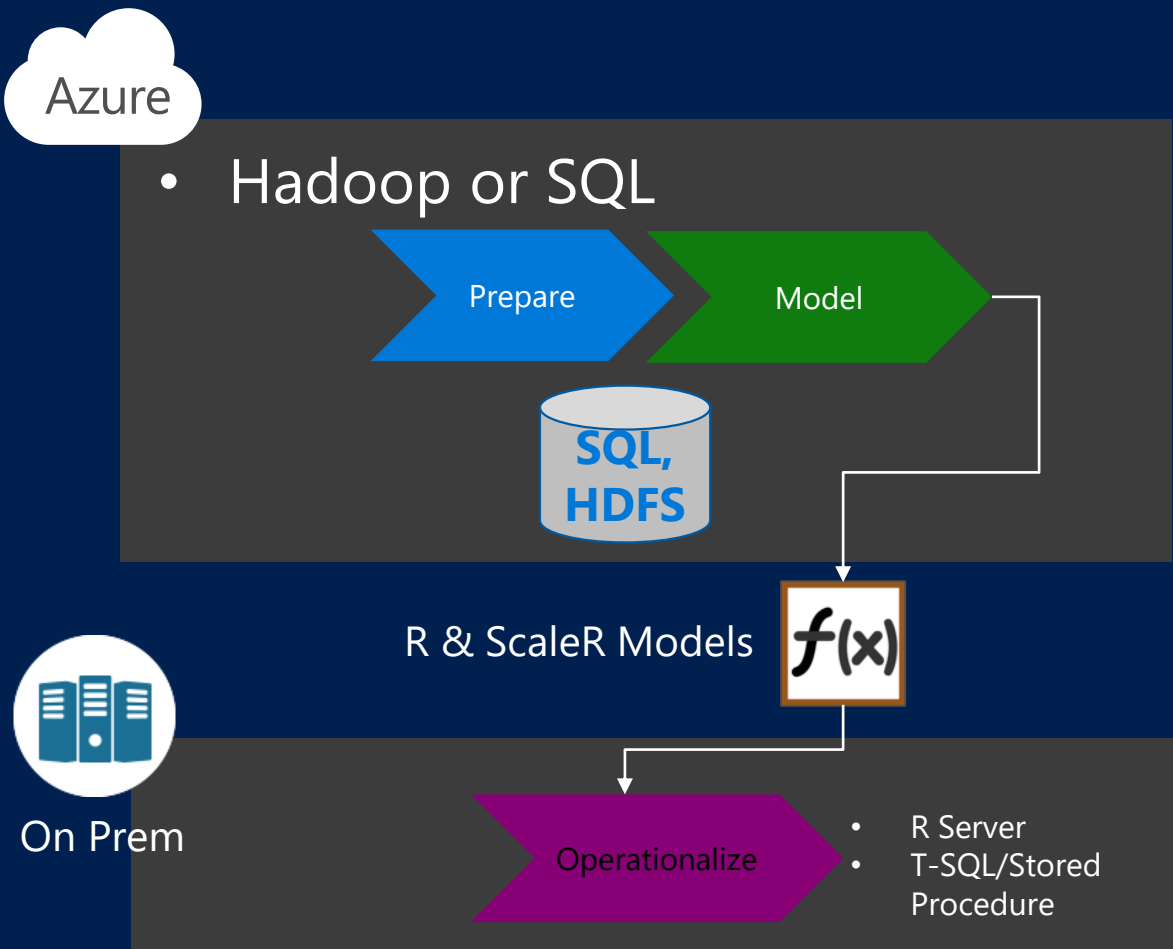 Azure
• Hadoop or SQL
Prepare
Model
SQL,
HDFS
R & ScaleR Models
f(x)
On Prem
Operationalize
• R Server
• T-SQL/Stored
Procedure